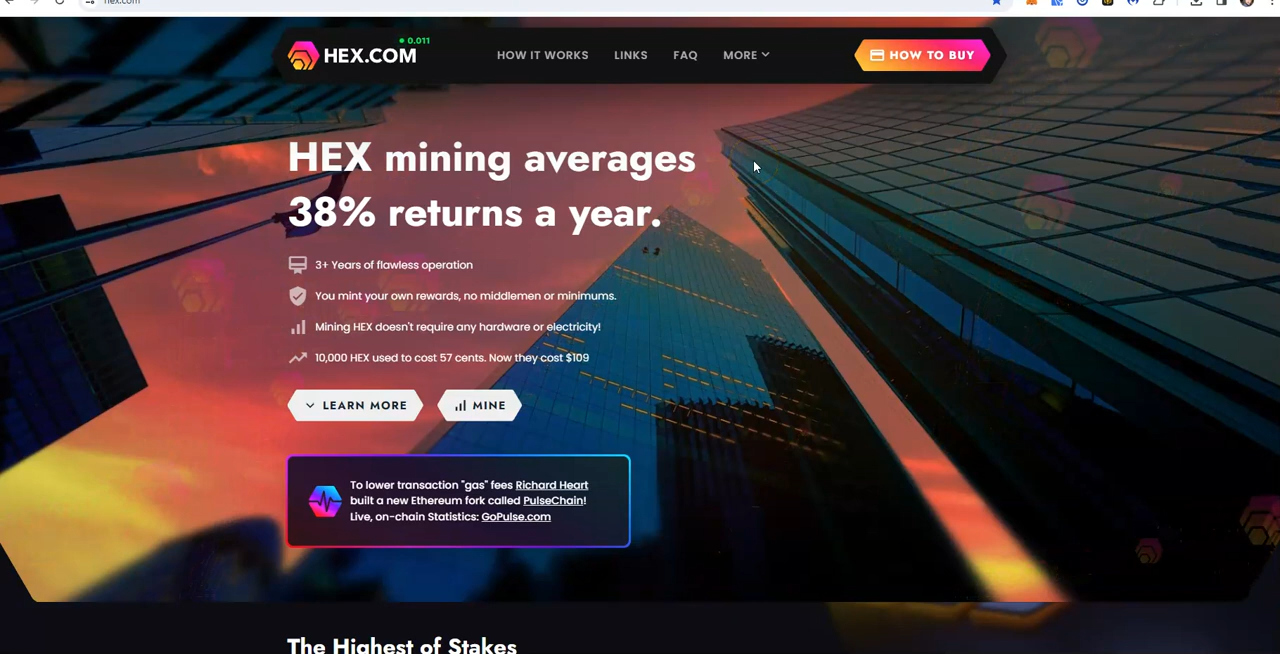 hex.com
0.011
HEX.COM
HOW IT WORKS
LINKS
FAQ
MORE
HOW TO BUY
HEX mining averages
38% returns a year.
3+ Years of flawless operation
You mint your own rewards, no middlemen or minimums.
Mining HEX doesn't require any hardware or electricity!
10,000 HEX used to cost 57 cents. Now they cost $109
LEARN MORE
MINE
To lower transaction "gas" fees Richard Heart
built a new Ethereum fork called PulseChain!
Live, on-chain Statistics: GoPulse.com
The Highest of Stakes